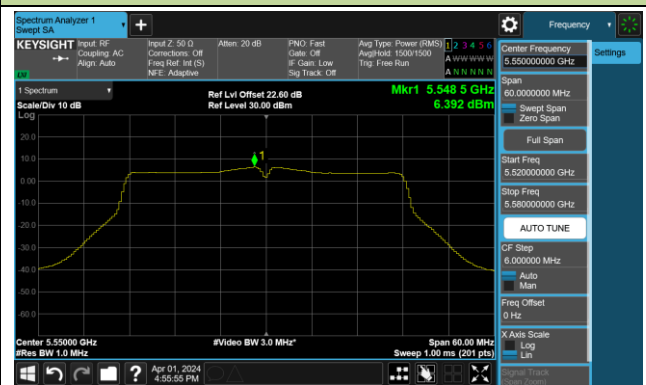 Spectrum Analyzer 1
Swept SA
Frequency
KEYSIGHT
Input: RF
Coupling: AC
Align: Auto
Input Z: 50 Ω
Corrections: Off
Freq Ref: Int (S)
NFE: Adaptive
Atten: 20 dB
PNO: Fast
Gate: Off
IF Gain: Low
Sig Track: Off
Avg Type: Power (RMS)
Avg|Hold: 1500/1500
Trig: Free Run
1 2 3 4 5 6
A W W W W W
A N N N N N
LXI
1 Spectrum
Scale/Div 10 dB
Log
Ref Lvl Offset 22.60 dB
Ref Level 30.00 dBm
Mkr1 5.548 5 GHz
6.392 dBm
1
20.0
10.0
0.00
-10.0
-20.0
-30.0
-40.0
-50.0
-60.0
Center 5.55000 GHz
#Res BW 1.0 MHz
#Video BW 3.0 MHz*
Span 60.00 MHz
Sweep 1.00 ms (201 pts)
Apr 01, 2024
4:55:55 PM
Center Frequency
5.550000000 GHz
Settings
Span
60.0000000 MHz
Swept Span
Zero Span
Full Span
Start Freq
5.520000000 GHz
Stop Freq
5.580000000 GHz
AUTO TUNE
CF Step
6.000000 MHz
Auto
Man
Freq Offset
0 Hz
X Axis Scale
Log
Lin
Signal Track
(Span Zoom)